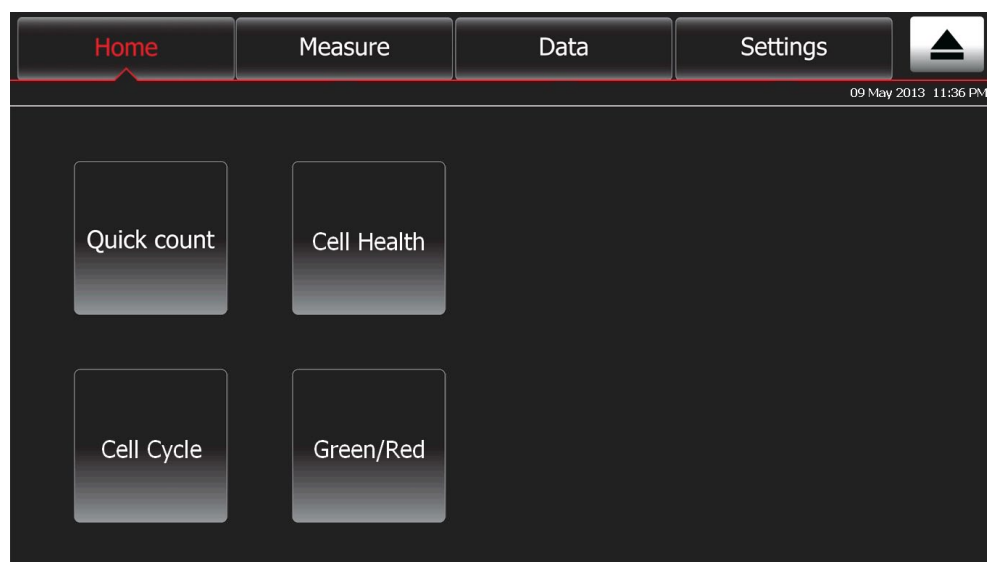 Home Measure Data Settings
09 May 2013 11:36 PM
Quick count Cell Health
Cell Cycle Green/Red